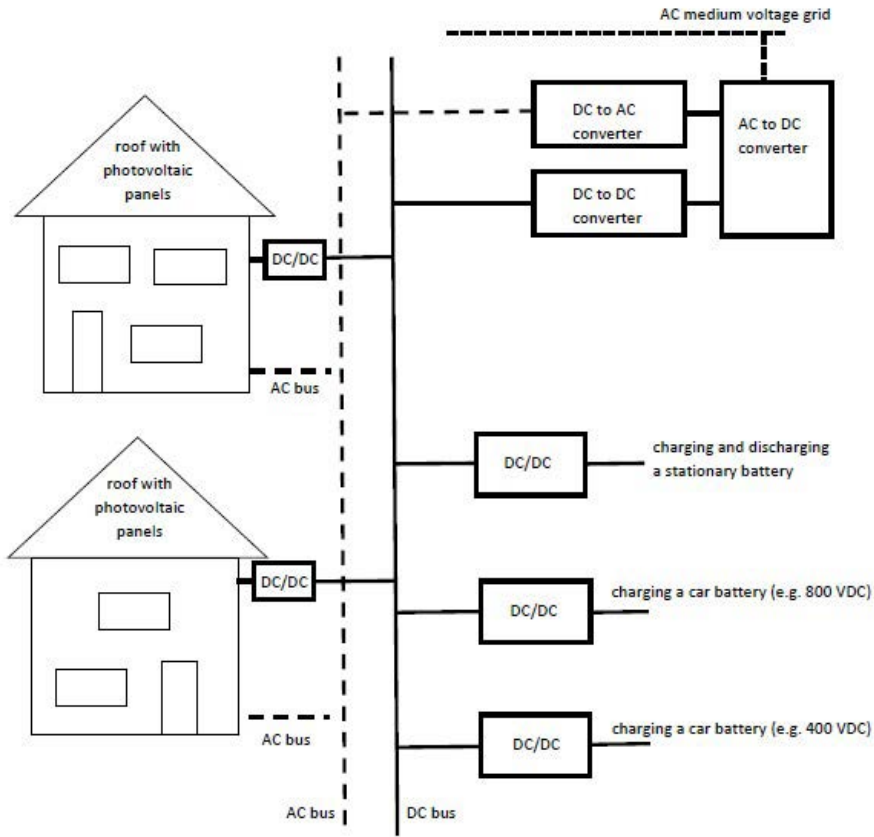 AC medium voltage grid
DC to AC
converter
AC to DC
converter
DC to DC
converter
roof with
photovoltaic
panels
DC/DC
AC bus
DC/DC
charging and discharging
a stationary battery
roof with
photovoltaic
panels
DC/DC
DC/DC
charging a car battery (e.g. 800 VDC)
AC bus
DC/DC
charging a car battery (e.g. 400 VDC)
AC bus
DC bus